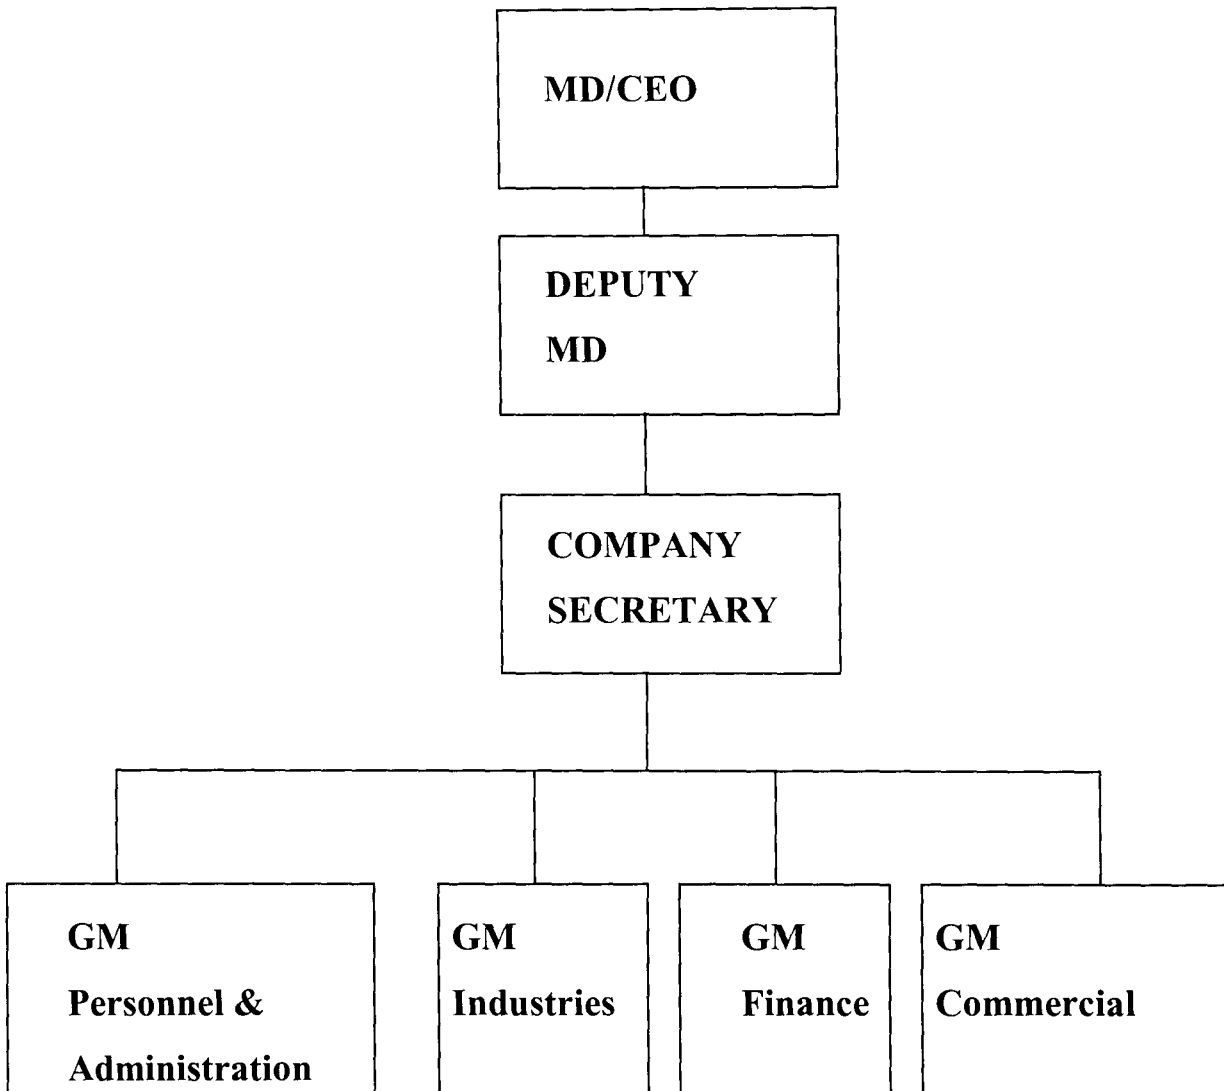 MD/CEO
DEPUTY
MD
COMPANY
SECRETARY
GM
Personnel &
Administration
GM
Industries
GM
Finance
GM
Commercial